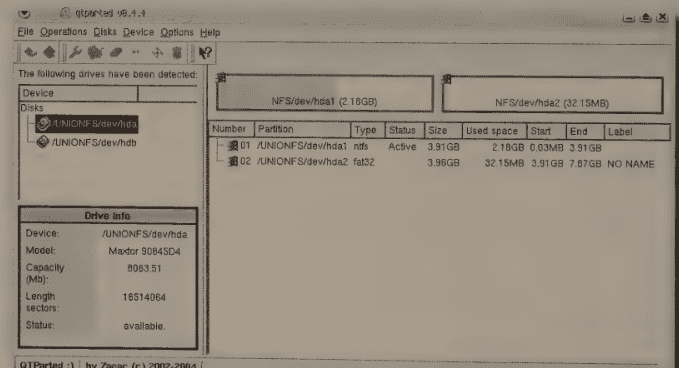 qtparted v0.4.4
File Operations Disks Device Options Help
The following drives have been detected:
Device
Disks
/UNIONFS/dev/hda
/UNIONFS/dev/hdb
NFS/dev/hda1 (2.18GB)
NFS/dev/hda2 (32.15MB)
Number Partition Type Status Size Used space Start End Label
01 /UNIONFS/dev/hda1 ntfs Active 3.91GB 2.18GB 0.03MB 3.91GB
02 /UNIONFS/dev/hda2 fat32 3.96GB 32.15MB 3.91GB 7.87GB NO NAME
Drive Info
Device: /UNIONFS/dev/hda
Model: Maxtor 90845D4
Capacity (Mb): 8063.51
Length sectors: 16514064
Status: available.
QTParted :) by Zanac (c) 2002-2004